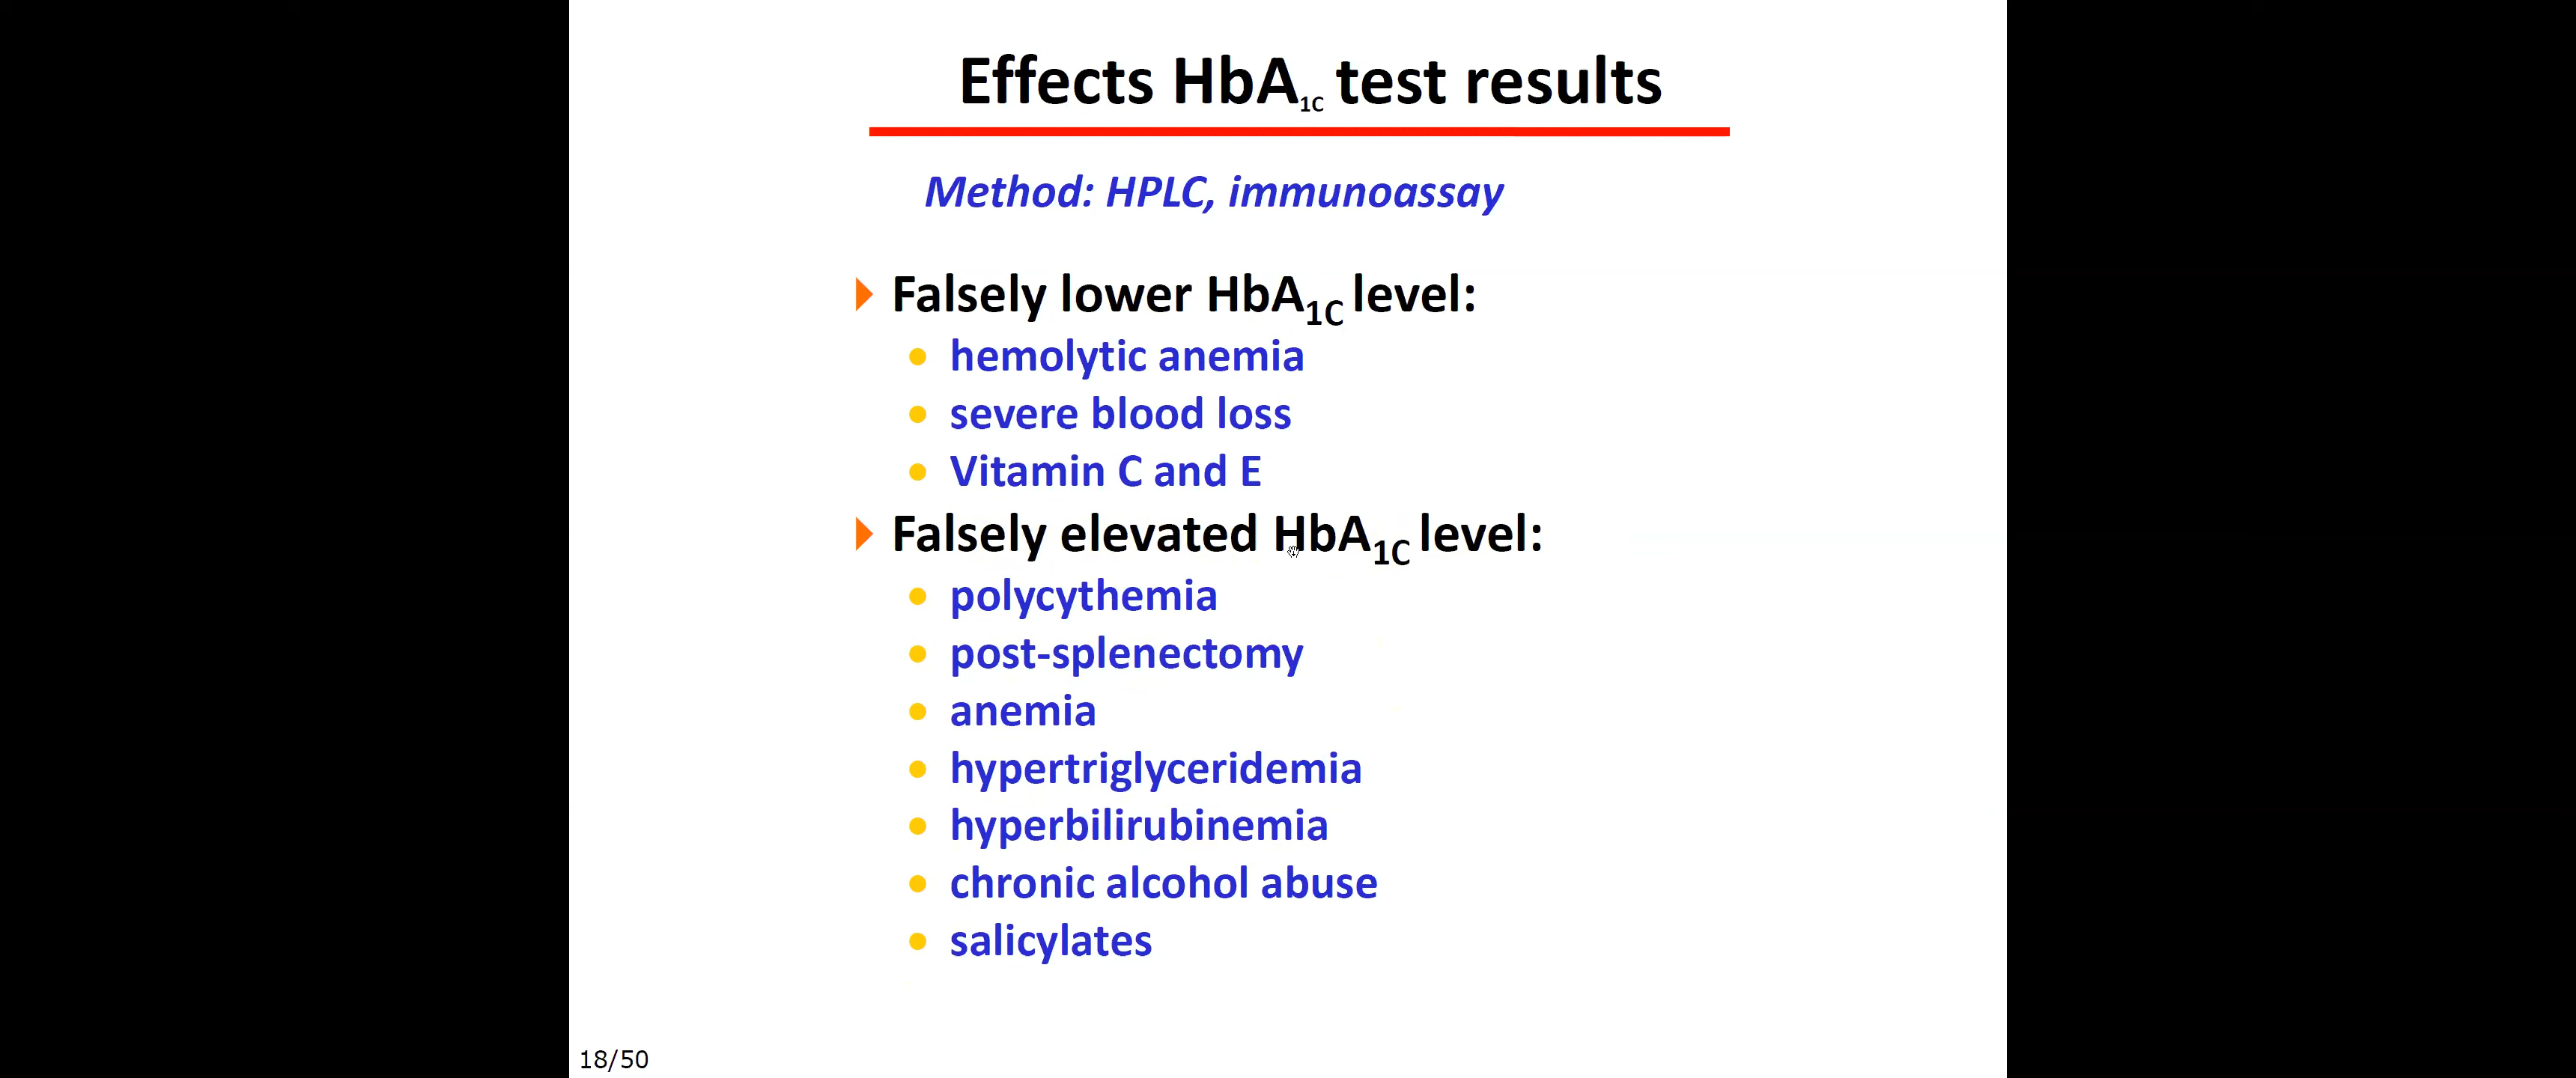 Effects HbA1C test results
Method: HPLC, immunoassay
Falsely lower HbA1C level:
hemolytic anemia
severe blood loss
Vitamin C and E
Falsely elevated HbA1C level:
polycythemia
post-splenectomy
anemia
hypertriglyceridemia
hyperbilirubinemia
chronic alcohol abuse
salicylates
18/50